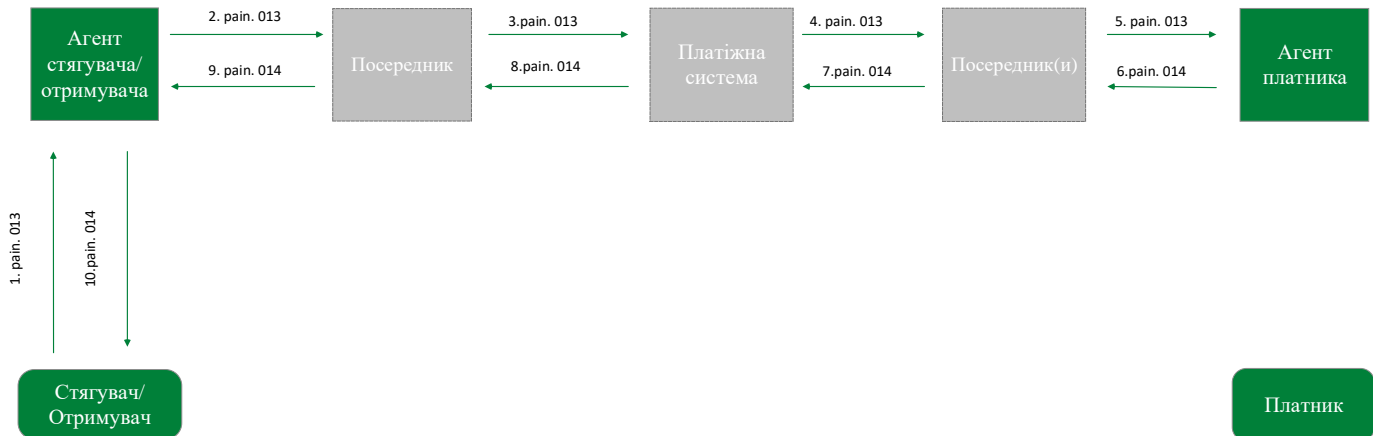 2. pain. 013
3.pain. 013
4. pain. 013
5. pain. 013
Агент
стягувача/
отримувача
Посередник
Платіжна
система
Посередник(и)
Агент
платника
9. pain. 014
8.pain. 014
7.pain. 014
6.pain. 014
1. pain. 013
10.pain. 014
Стягувач/
Отримувач
Платник